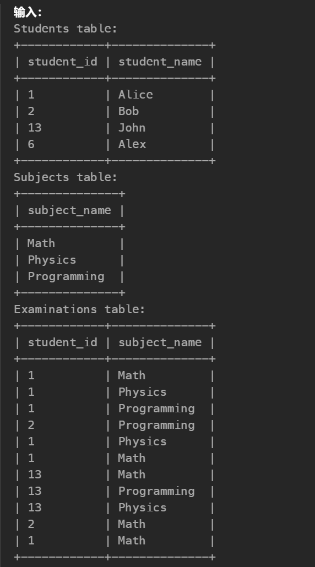 输入:
Students table:
+------------+--------------+
| student_id | student_name |
+------------+--------------+
| 1          | Alice        |
| 2          | Bob          |
| 13         | John         |
| 6          | Alex         |
+------------+--------------+
Subjects table:
+--------------+
| subject_name |
+--------------+
| Math         |
| Physics      |
| Programming  |
+--------------+
Examinations table:
+------------+--------------+
| student_id | subject_name |
+------------+--------------+
| 1          | Math         |
| 1          | Physics      |
| 1          | Programming  |
| 2          | Programming  |
| 1          | Physics      |
| 1          | Math         |
| 13         | Math         |
| 13         | Programming  |
| 13         | Physics      |
| 2          | Math         |
| 1          | Math         |
+------------+--------------+